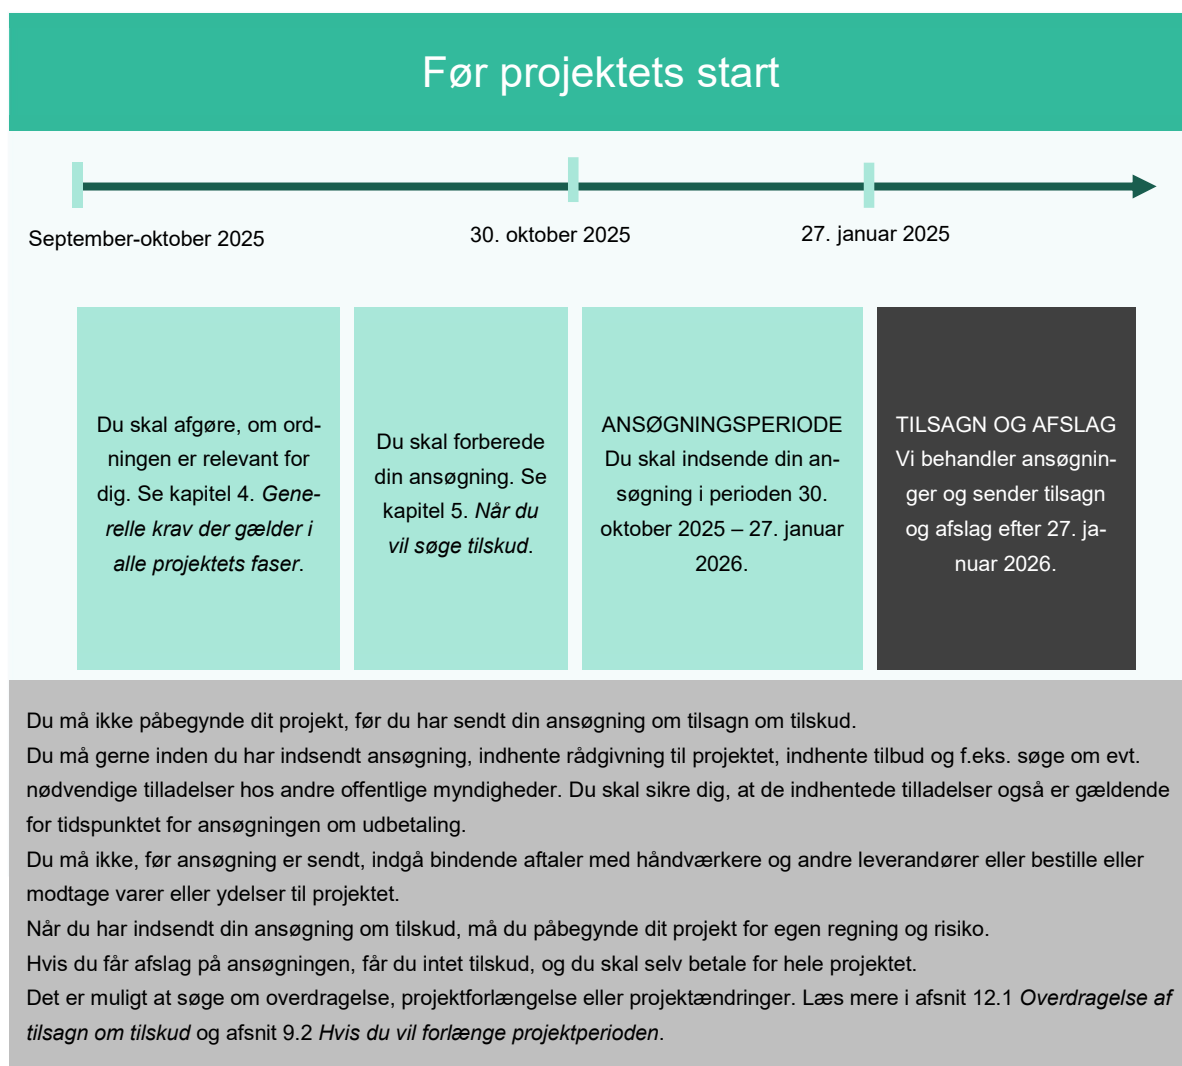 Før projektets start
September-oktober 2025
30. oktober 2025
27. januar 2025
Du skal afgøre, om ord-
ningen er relevant for
dig. Se kapitel 4. Gene-
relle krav der gælder i
alle projektets faser.
Du skal forberede
din ansøgning. Se
kapitel 5. Når du
vil søge tilskud.
ANSØGNINGSPERIODE
Du skal indsende din an-
søgning i perioden 30.
oktober 2025 – 27. januar
2026.
TILSAGN OG AFSLAG
Vi behandler ansøgnin-
ger og sender tilsagn
og afslag efter 27. ja-
nuar 2026.
Du må ikke påbegynde dit projekt, før du har sendt din ansøgning om tilsagn om tilskud.
Du må gerne inden du har indsendt ansøgning, indhente rådgivning til projektet, indhente tilbud og f.eks. søge om evt.
nødvendige tilladelser hos andre offentlige myndigheder. Du skal sikre dig, at de indhentede tilladelser også er gældende
for tidspunktet for ansøgningen om udbetaling.
Du må ikke, før ansøgning er sendt, indgå bindende aftaler med håndværkere og andre leverandører eller bestille eller
modtage varer eller ydelser til projektet.
Når du har indsendt din ansøgning om tilskud, må du påbegynde dit projekt for egen regning og risiko.
Hvis du får afslag på ansøgningen, får du intet tilskud, og du skal selv betale for hele projektet.
Det er muligt at søge om overdragelse, projektforlængelse eller projektændringer. Læs mere i afsnit 12.1 Overdragelse af
tilsagn om tilskud og afsnit 9.2 Hvis du vil forlænge projektperioden.